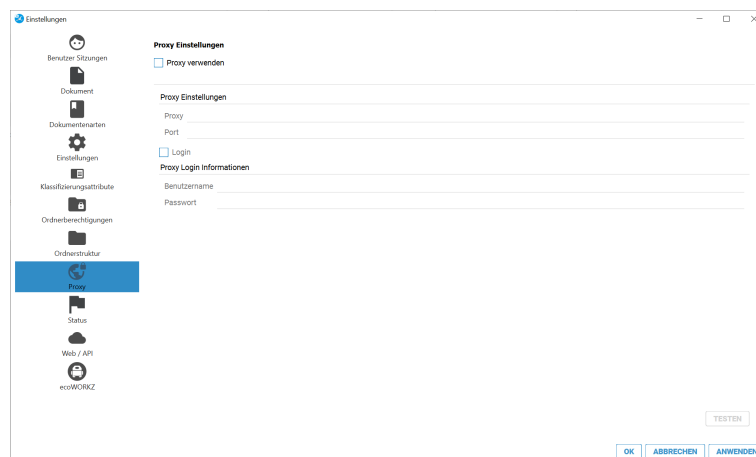 Einstellungen
Benutzer Sitzungen
Dokument
Dokumentenarten
Einstellungen
Klassifizierungsattribute
Ordnerberechtigungen
Ordnerstruktur
Proxy
Status
Web / API
ecoWORKZ
Proxy Einstellungen
Proxy verwenden
Proxy Einstellungen
Proxy
Port
Login
Proxy Login Informationen
Benutzername
Passwort
TESTEN
OK ABBRECHEN ANWENDEN